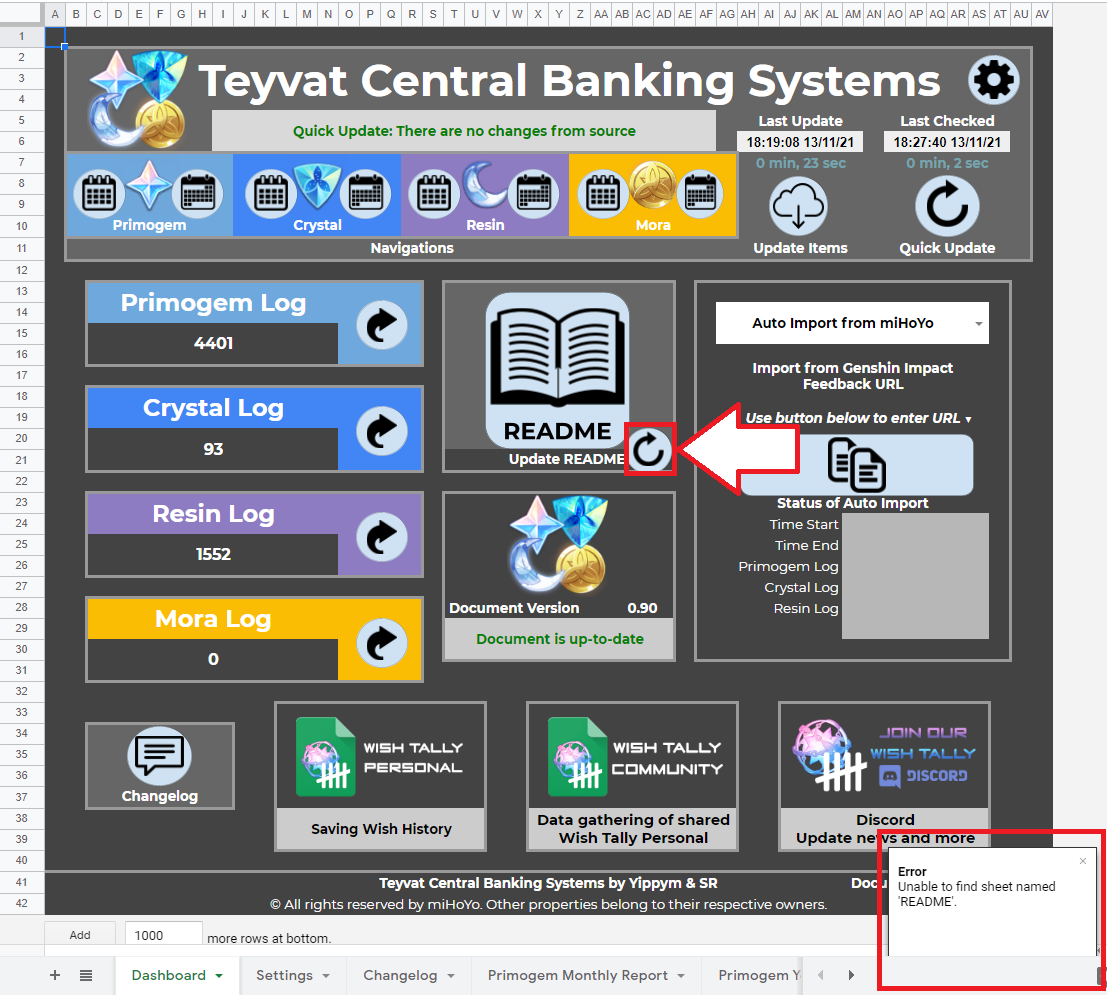 A B C D E F G H I J K L M N O P Q R S T U V W X Y Z AA AB AC AD AE AF AG AH AI AJ AK AL AM AN AO AP AQ AR AS AT AU AV
1
2
3
4
5
6
7
8
9
10
11
12
13
14
15
16
17
18
19
20
21
22
23
24
25
26
27
28
29
30
31
32
33
34
35
36
37
38
39
40
41
42
Teyvat Central Banking Systems
Quick Update: There are no changes from source
Last Update
18:19:08 13/11/21
0 min, 23 sec
Update Items
Last Checked
18:27:40 13/11/21
0 min, 2 sec
Quick Update
Primogem
Crystal
Resin
Mora
Navigations
Primogem Log
4401
Crystal Log
93
Resin Log
1552
Mora Log
0
README
Update README
Document Version 0.90
Document is up-to-date
Auto Import from miHoYo
Import from Genshin Impact
Feedback URL
Use button below to enter URL ▾
Status of Auto Import
Time Start
Time End
Primogem Log
Crystal Log
Resin Log
Changelog
WISH TALLY
PERSONAL
Saving Wish History
WISH TALLY
COMMUNITY
Data gathering of shared
Wish Tally Personal
JOIN OUR
WISH TALLY
DISCORD
Discord
Update news and more
Teyvat Central Banking Systems by Yippym & SR
© All rights reserved by miHoYo. Other properties belong to their respective owners.
Error
Unable to find sheet named
'README'.
Add 1000 more rows at bottom.
Dashboard Settings Changelog Primogem Monthly Report Primogem